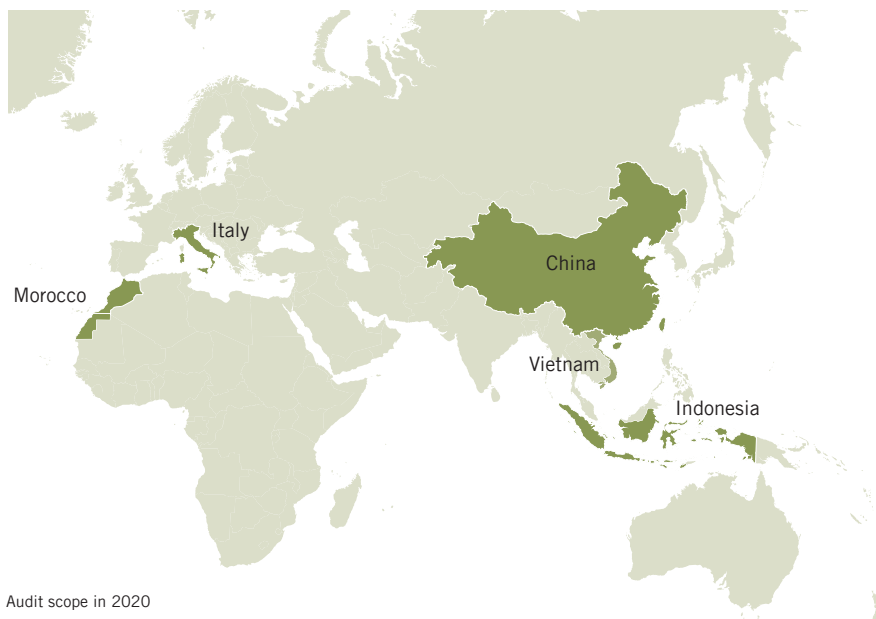 Italy
China
Morocco
Vietnam
Indonesia
Audit scope in 2020